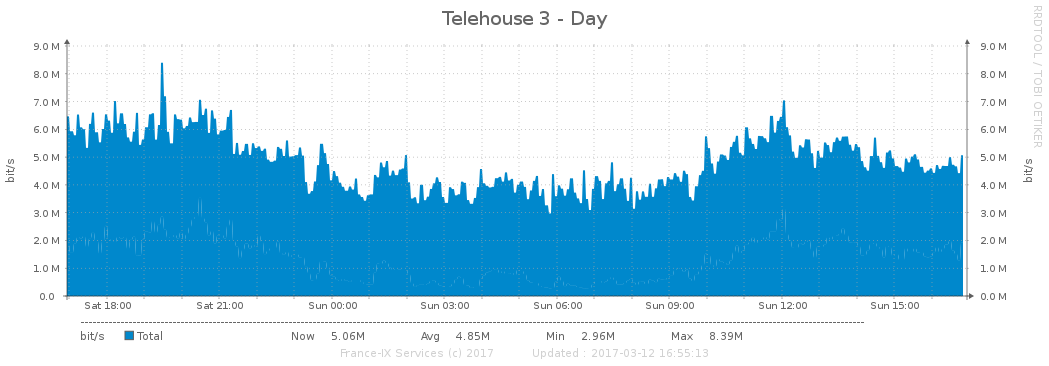 Telehouse 3 - Day
RRDTOOL / TOBI OETIKER
bit/s
9.0 M 9.0 M
8.0 M 8.0 M
7.0 M 7.0 M
6.0 M 6.0 M
5.0 M 5.0 M
4.0 M 4.0 M
3.0 M 3.0 M
2.0 M 2.0 M
1.0 M 1.0 M
0.0 0.0 M
bit/s
Sat 18:00 Sat 21:00 Sun 00:00 Sun 03:00 Sun 06:00 Sun 09:00 Sun 12:00 Sun 15:00
bit/s Total Now 5.06M Avg 4.85M Min 2.96M Max 8.39M
France-IX Services (c) 2017 Updated : 2017-03-12 16:55:13